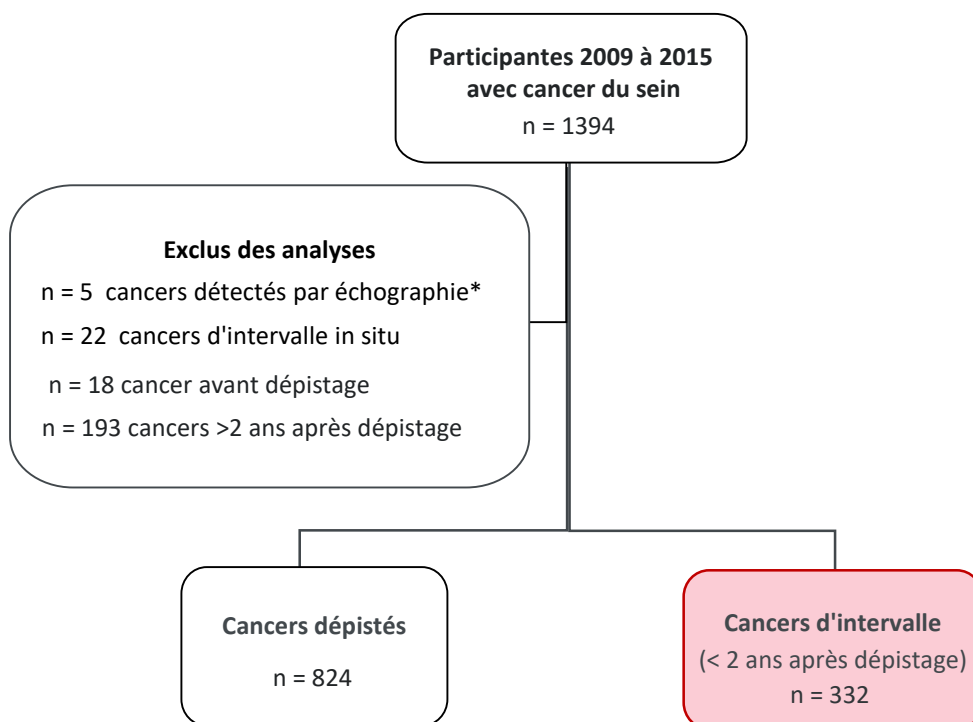 Participantes 2009 à 2015
avec cancer du sein
n = 1394
Exclus des analyses
n = 5 cancers détectés par échographie*
n = 22 cancers d'intervalle in situ
n = 18 cancer avant dépistage
n = 193 cancers >2 ans après dépistage
Cancers dépistés
n = 824
Cancers d'intervalle
(< 2 ans après dépistage)
n = 332